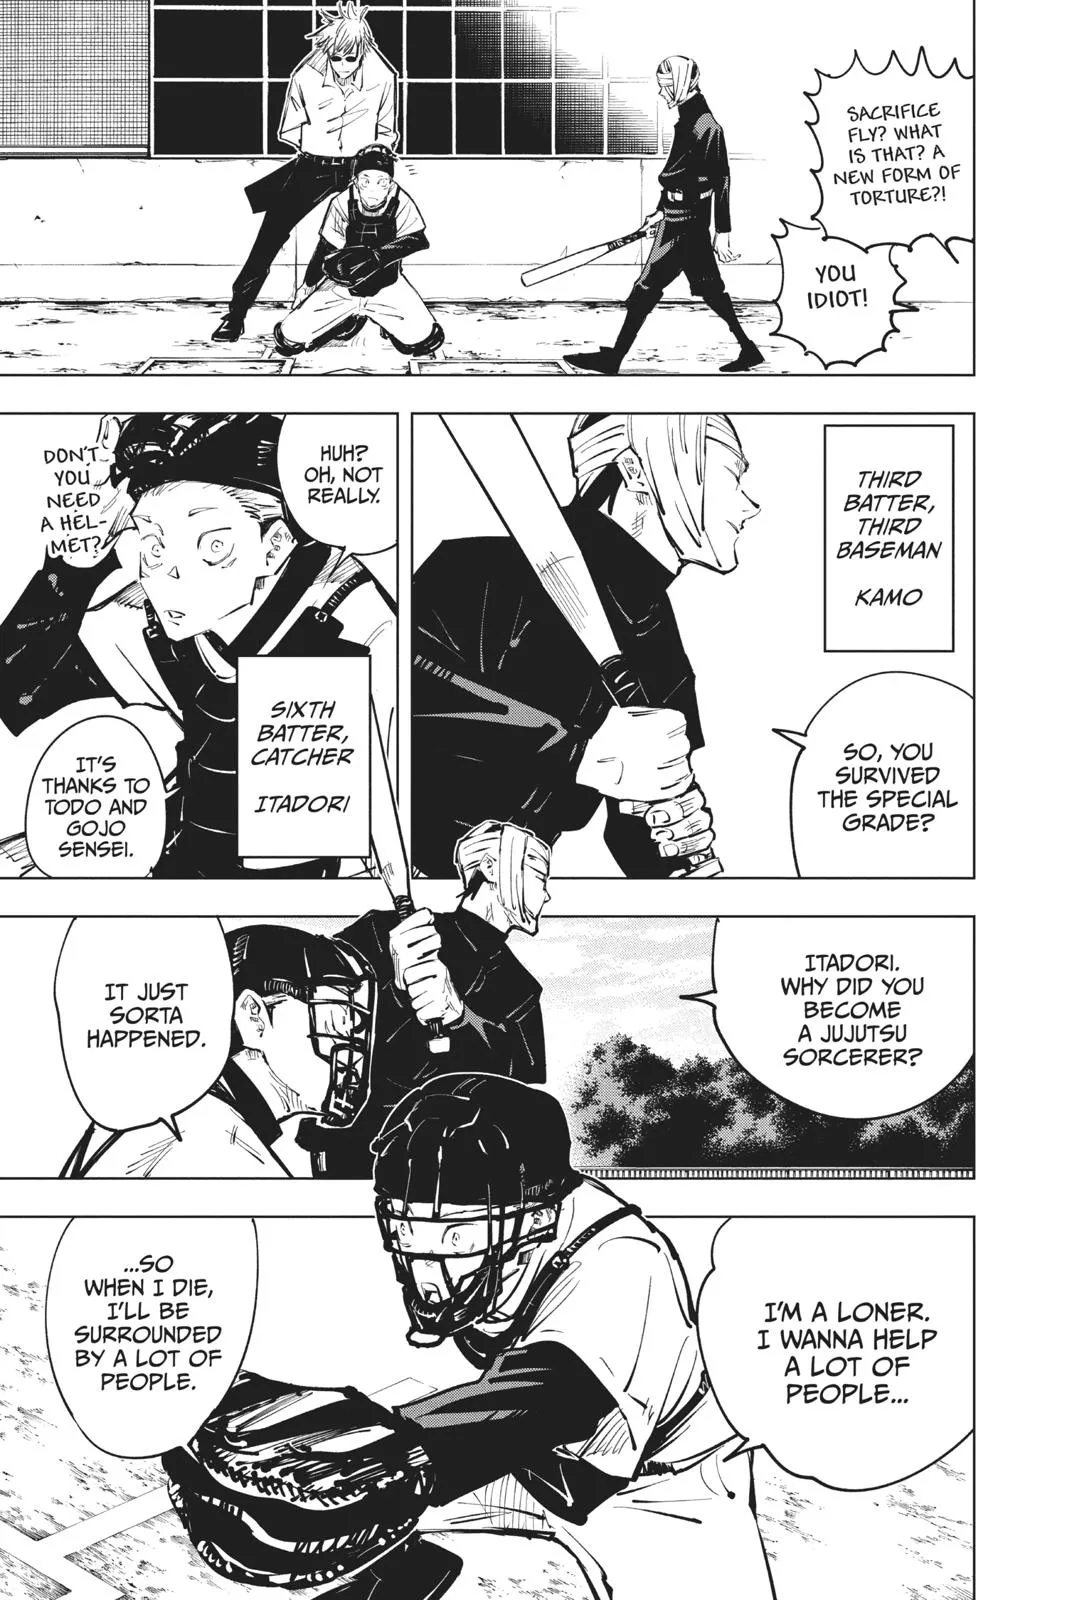 SACRIFICE
FLY? WHAT
IS THAT? A
NEW FORM OF
TORTURE?!
YOU
IDIOT!
THIRD
BATTER,
THIRD
BASEMAN
KAMO
SO, YOU
SURVIVED
THE SPECIAL
GRADE?
HUH?
OH, NOT
REALLY.
DON'T
YOU
NEED
A HEL-
MET?
SIXTH
BATTER,
CATCHER
ITADORI
IT'S
THANKS TO
TODO AND
GOJO
SENSEI.
ITADORI.
WHY DID YOU
BECOME
A JUJUTSU
SORCERER?
IT JUST
SORTA
HAPPENED.
I'M A LONER.
I WANNA HELP
A LOT OF
PEOPLE...
...SO
WHEN I DIE,
I'LL BE
SURROUNDED
BY A LOT OF
PEOPLE.